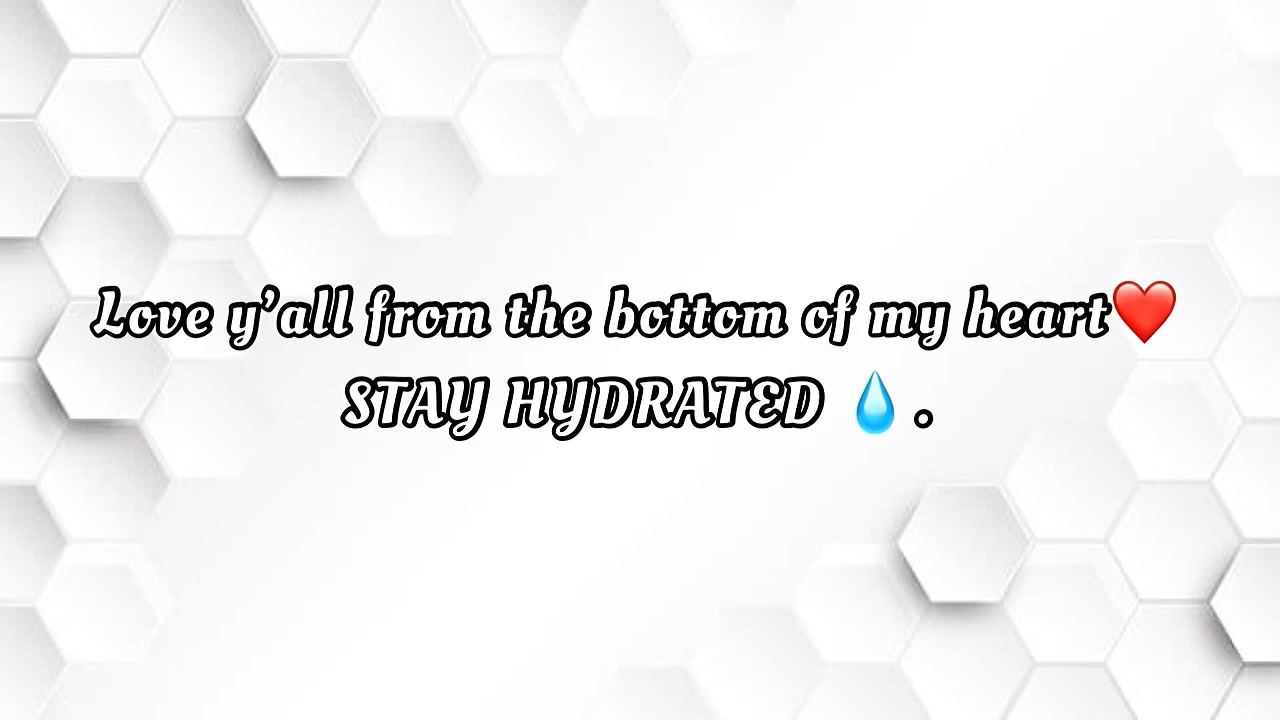 Love y’all from the bottom of my heart❤️
STAY HYDRATED 💧 .